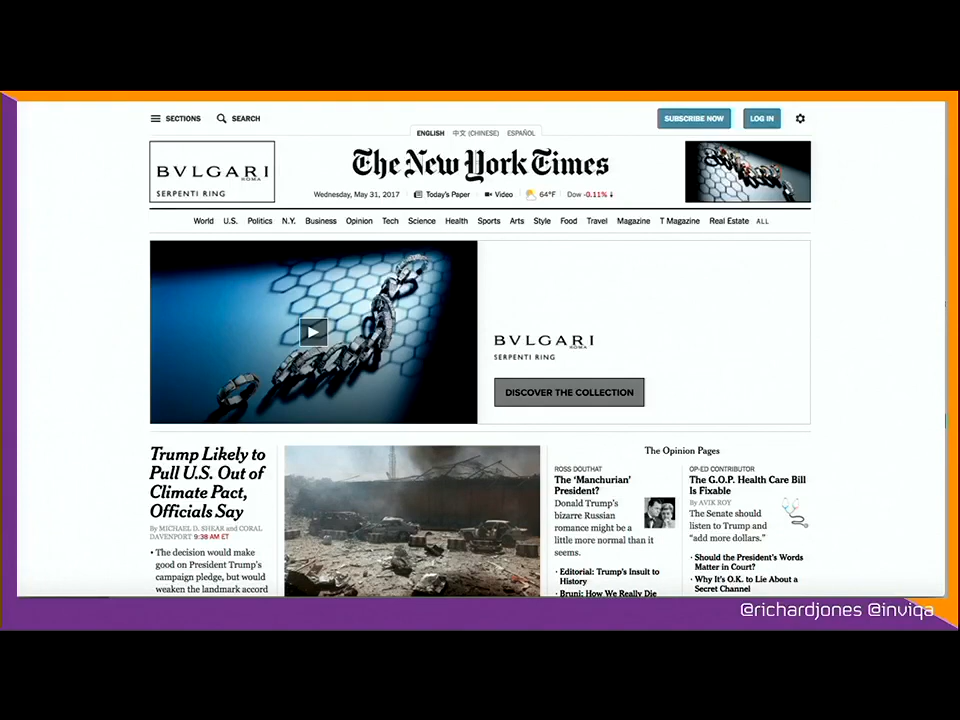 SECTIONS
SEARCH
SUBSCRIBE NOW
LOG IN
ENGLISH 中文 (CHINESE) ESPAÑOL
BVLGARI
ROMA
SERPENTI RING
The New York Times
Wednesday, May 31, 2017
Today's Paper
Video
64°F
Dow -0.11%
World U.S. Politics N.Y. Business Opinion Tech Science Health Sports Arts Style Food Travel Magazine T Magazine Real Estate ALL
BVLGARI
ROMA
SERPENTI RING
DISCOVER THE COLLECTION
Trump Likely to
Pull U.S. Out of
Climate Pact,
Officials Say
By MICHAEL D. SHEAR and CORAL
DAVENPORT 9:38 AM ET
• The decision would make
good on President Trump's
campaign pledge, but would
weaken the landmark accord
The Opinion Pages
ROSS DOUTHAT
The 'Manchurian'
President?
Donald Trump's
bizarre Russian
romance might be a
little more normal than it
seems.
· Editorial: Trump's Insult to
History
· Bruni: How We Really Die
OP-ED CONTRIBUTOR
The G.O.P. Health Care Bill
Is Fixable
By AVIK ROY
The Senate should
listen to Trump and
“add more dollars.”
· Should the President's Words
Matter in Court?
· Why It's O.K. to Lie About a
Secret Channel
@richardjones @inviqa